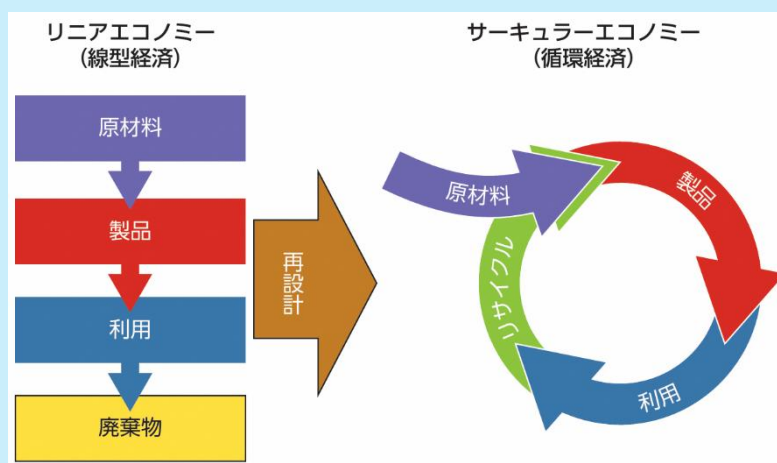 リニアエコノミー
(線型経済)
原材料
製品
利用
廃棄物
再設計
サーキュラーエコノミー
(循環経済)
原材料
製品
利用
リサイクル